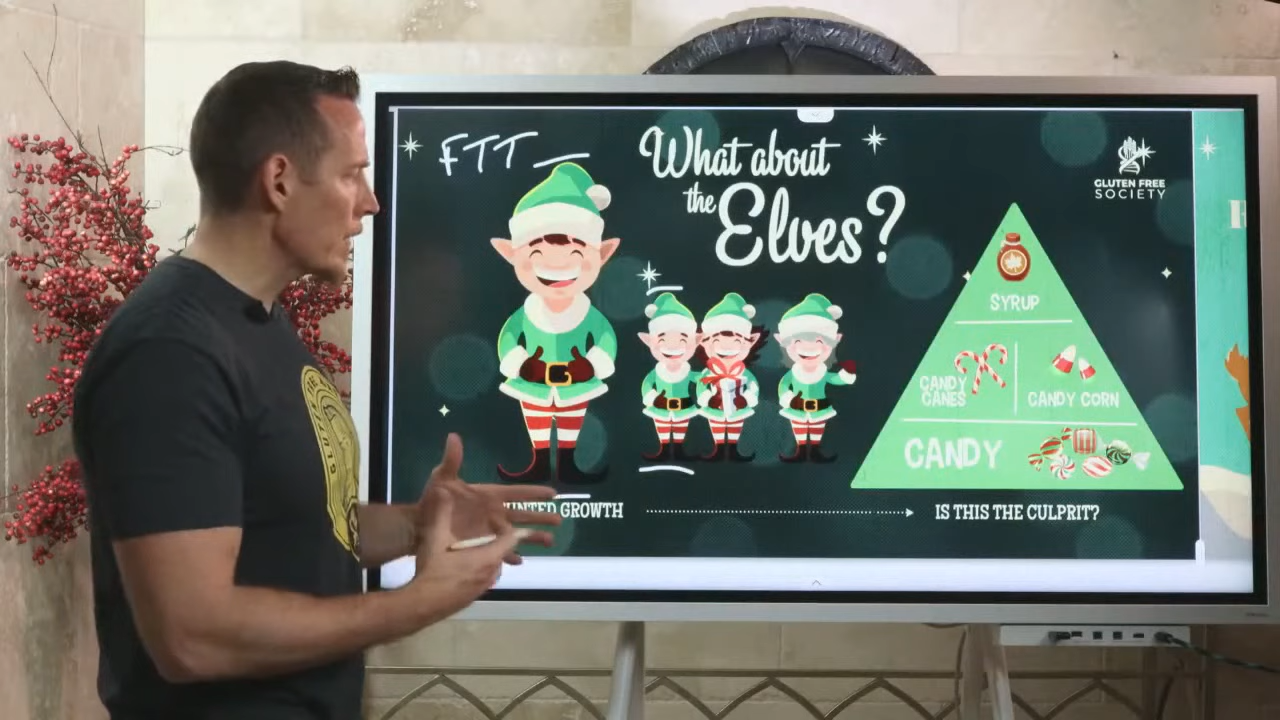 FTT
What about
the Elves?
GLUTEN FREE
SOCIETY
SYRUP
CANDY
CANES
CANDY CORN
CANDY
GROWTH
IS THIS THE CULPRIT?